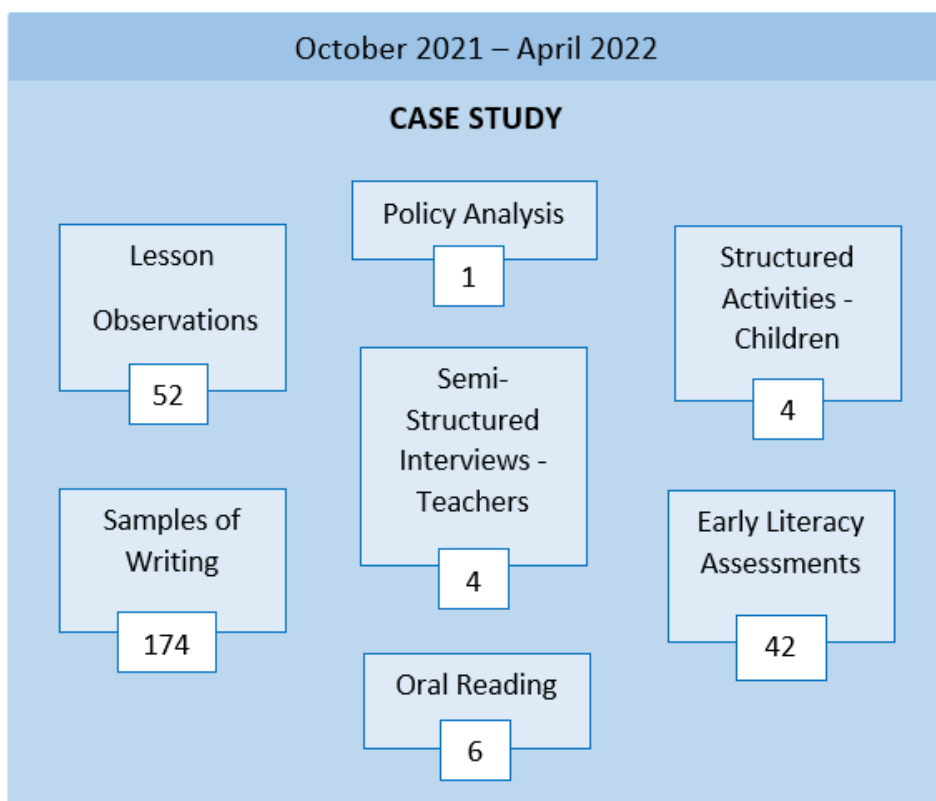 October 2021 – April 2022
CASE STUDY
Lesson
Observations
52
Policy Analysis
1
Structured
Activities -
Children
4
Semi-
Structured
Interviews -
Teachers
4
Samples of
Writing
174
Early Literacy
Assessments
42
Oral Reading
6